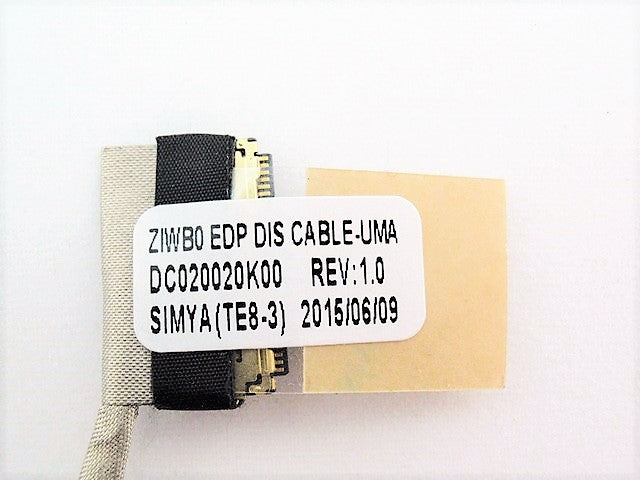 ZIWB0 EDP DIS CABLE-UMA
DC020020K00 REV:1.0
SIMYA(TE8-3) 2015/06/09